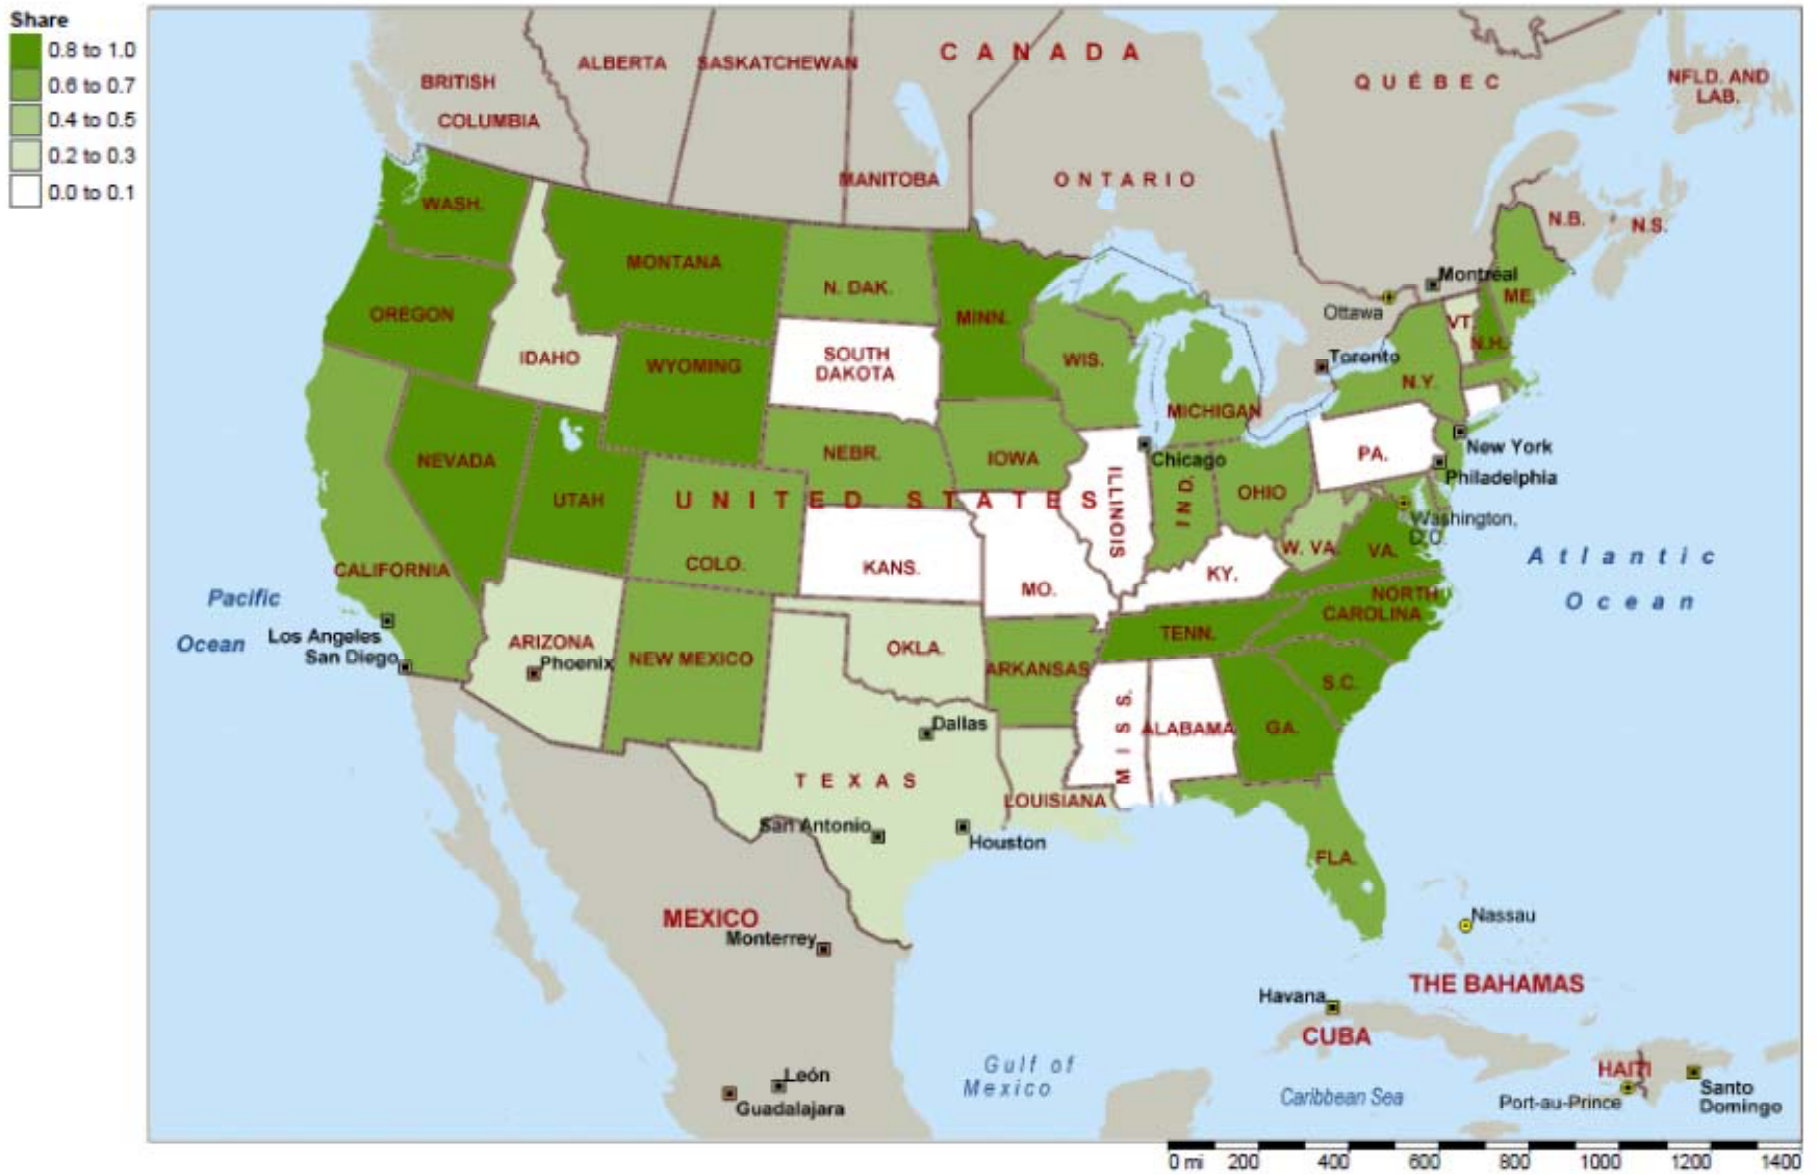 Share
0.8 to 1.0
0.6 to 0.7
0.4 to 0.5
0.2 to 0.3
0.0 to 0.1
CANADA
ALBERTA
SASKATCHEWAN
BRITISH
COLUMBIA
QUÉBEC
NFLD. AND
LAB.
MANITOBA
ONTARIO
N.B.
N.S.
WASH.
MONTANA
N. DAK.
MINN.
Montréal
Ottawa
ME.
VT.
N.H.
OREGON
IDAHO
WYOMING
SOUTH
DAKOTA
WIS.
MICHIGAN
Toronto
N.Y.
NEVADA
UTAH
NEBR.
IOWA
Chicago
PA.
New York
Philadelphia
UNITED STATES
ILLINOIS
IND.
OHIO
Washington,
D.C.
W. VA.
VA.
CALIFORNIA
COLO.
KANS.
MO.
KY.
Atlantic
Ocean
Pacific
Ocean
Los Angeles
San Diego
ARIZONA
Phoenix
NEW MEXICO
OKLA.
ARKANSAS
TENN.
NORTH
CAROLINA
S.C.
MISS.
ALABAMA
GA.
Dallas
TEXAS
LOUISIANA
San Antonio
Houston
FLA.
MEXICO
Monterrey
Nassau
THE BAHAMAS
Havana
CUBA
Gulf of
Mexico
Caribbean Sea
HAITI
Port-au-Prince
Santo
Domingo
León
Guadalajara
0 mi 200 400 600 800 1000 1200 1400